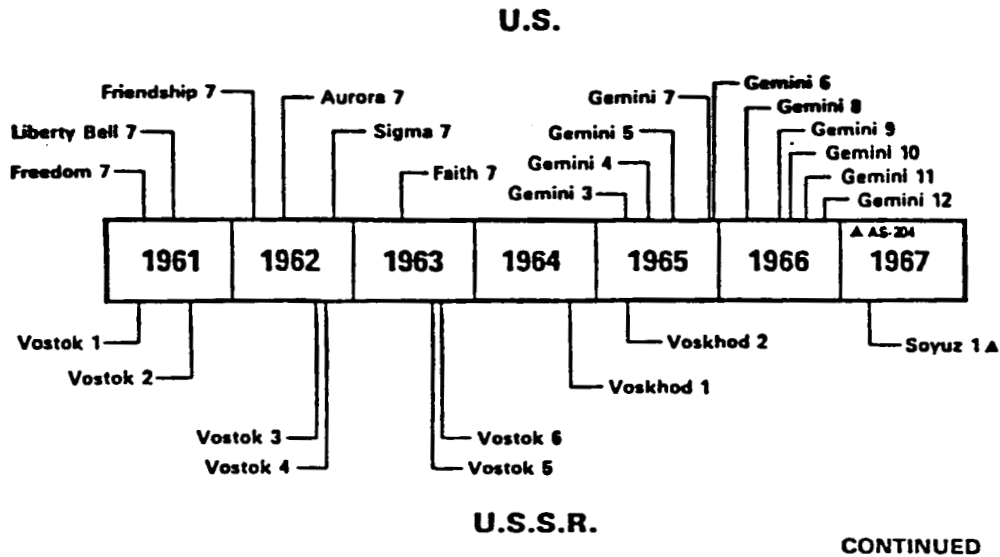 U.S.
Friendship 7
Aurora 7
Gemini 7
Gemini 6
Liberty Bell 7
Sigma 7
Gemini 5
Gemini 8
Gemini 9
Freedom 7
Faith 7
Gemini 4
Gemini 10
Gemini 3
Gemini 11
Gemini 12
▲ AS-204
1961 1962 1963 1964 1965 1966 1967
Vostok 1
Voskhod 2
Soyuz 1 ▲
Vostok 2
Voskhod 1
Vostok 3
Vostok 6
Vostok 4
Vostok 5
U.S.S.R.
CONTINUED